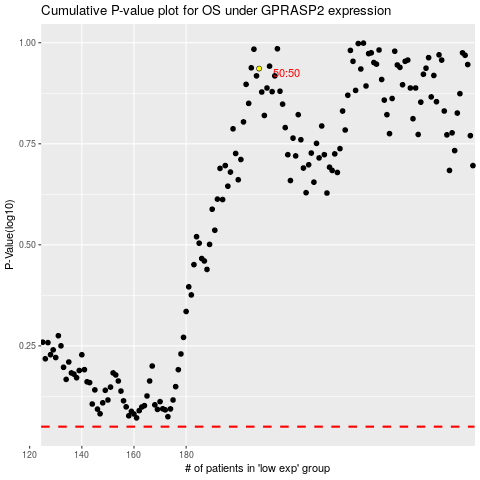 Cumulative P-value plot for OS under GPRASP2 expression
P-Value(log10)
1.00
0.75
0.50
0.25
50:50
120 140 160 180
# of patients in 'low exp' group